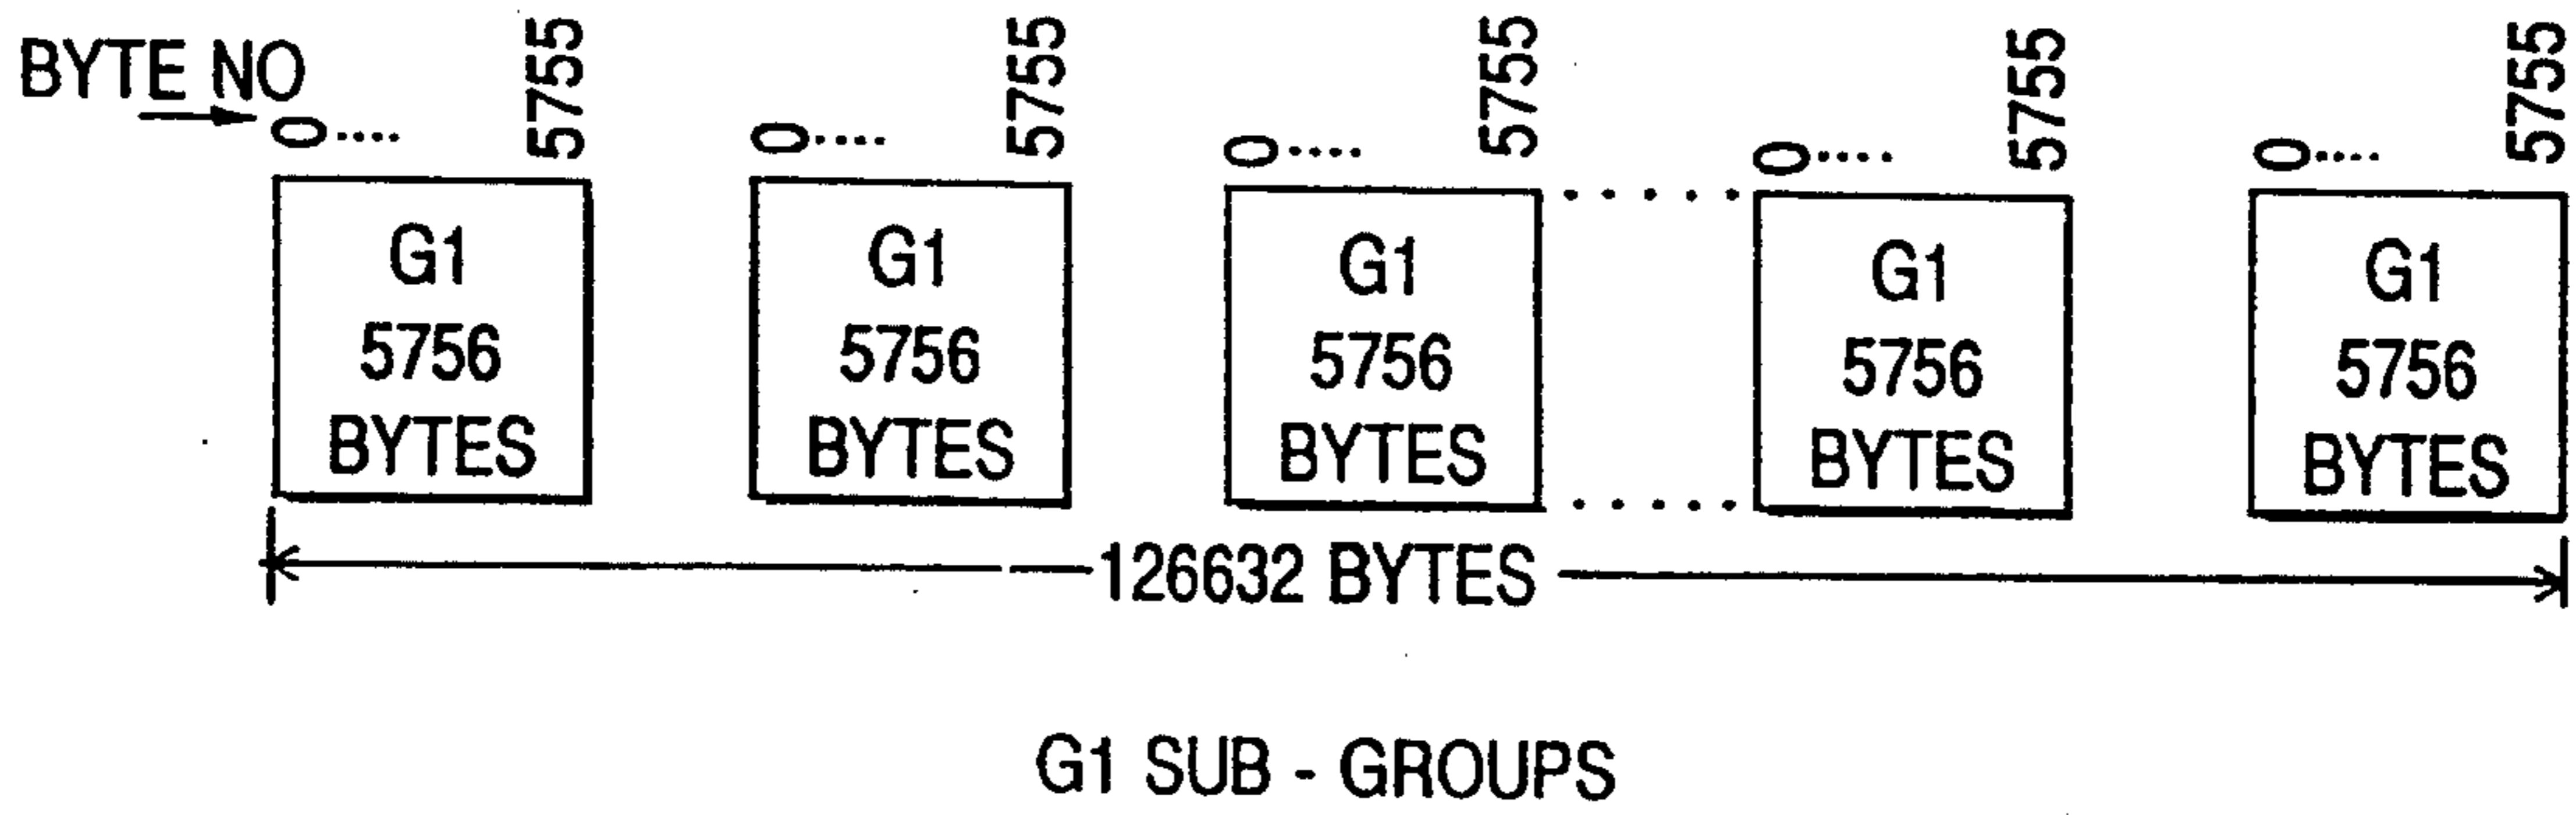 BYTE NO
0.... 5755 0.... 5755 0.... 5755 0.... 5755 0.... 5755
G1 G1 G1 G1 G1
5756 5756 5756 5756 5756
BYTES BYTES BYTES BYTES BYTES
126632 BYTES
G1 SUB - GROUPS